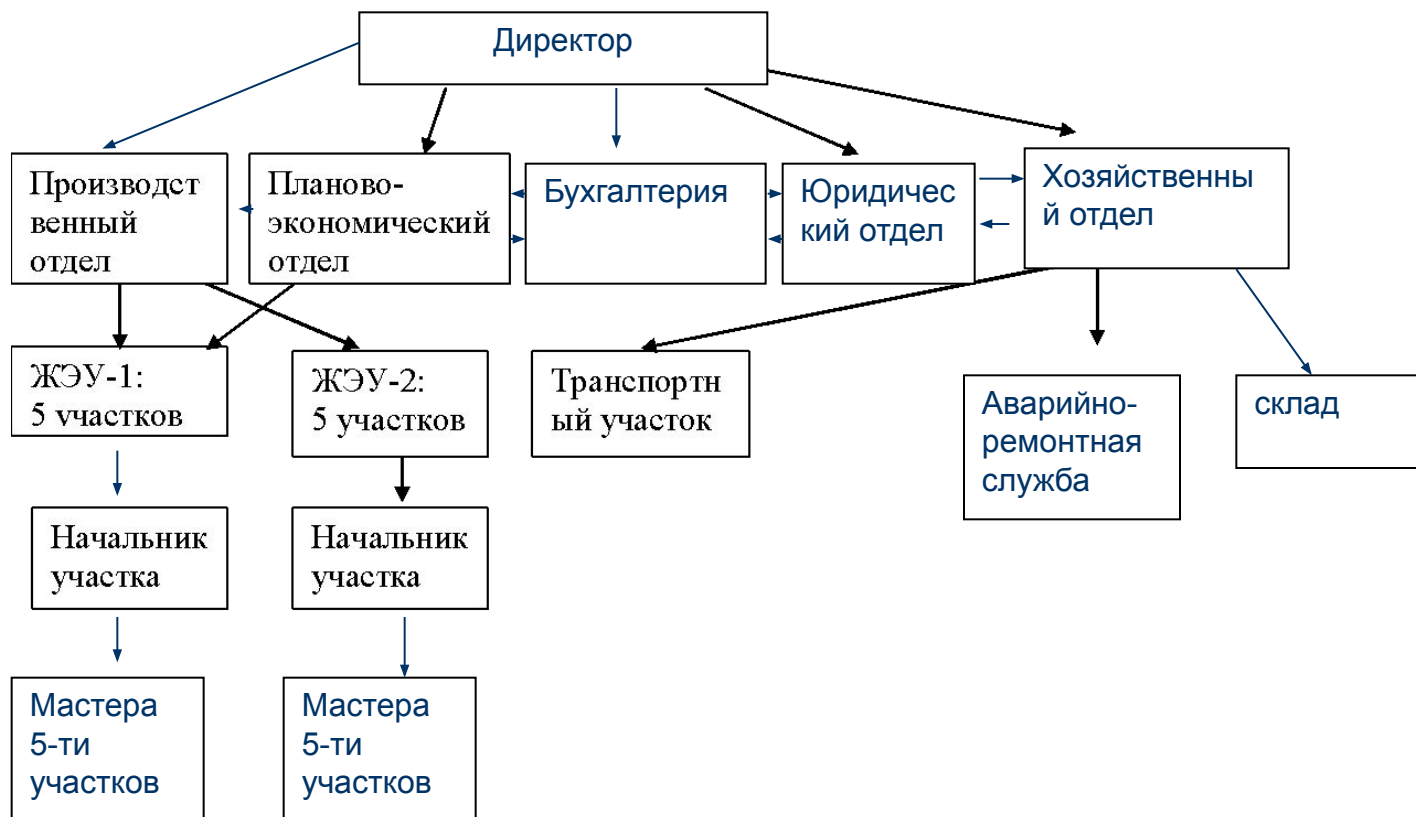 Директор
Производст
венный
отдел
Планово-
экономический
отдел
Бухгалтерия
Юридичес
кий отдел
Хозяйственны
й отдел
ЖЭУ-1:
5 участков
ЖЭУ-2:
5 участков
Транспортн
ый участок
Аварийно-
ремонтная
служба
склад
Начальник
участка
Начальник
участка
Мастера
5-ти
участков
Мастера
5-ти
участков